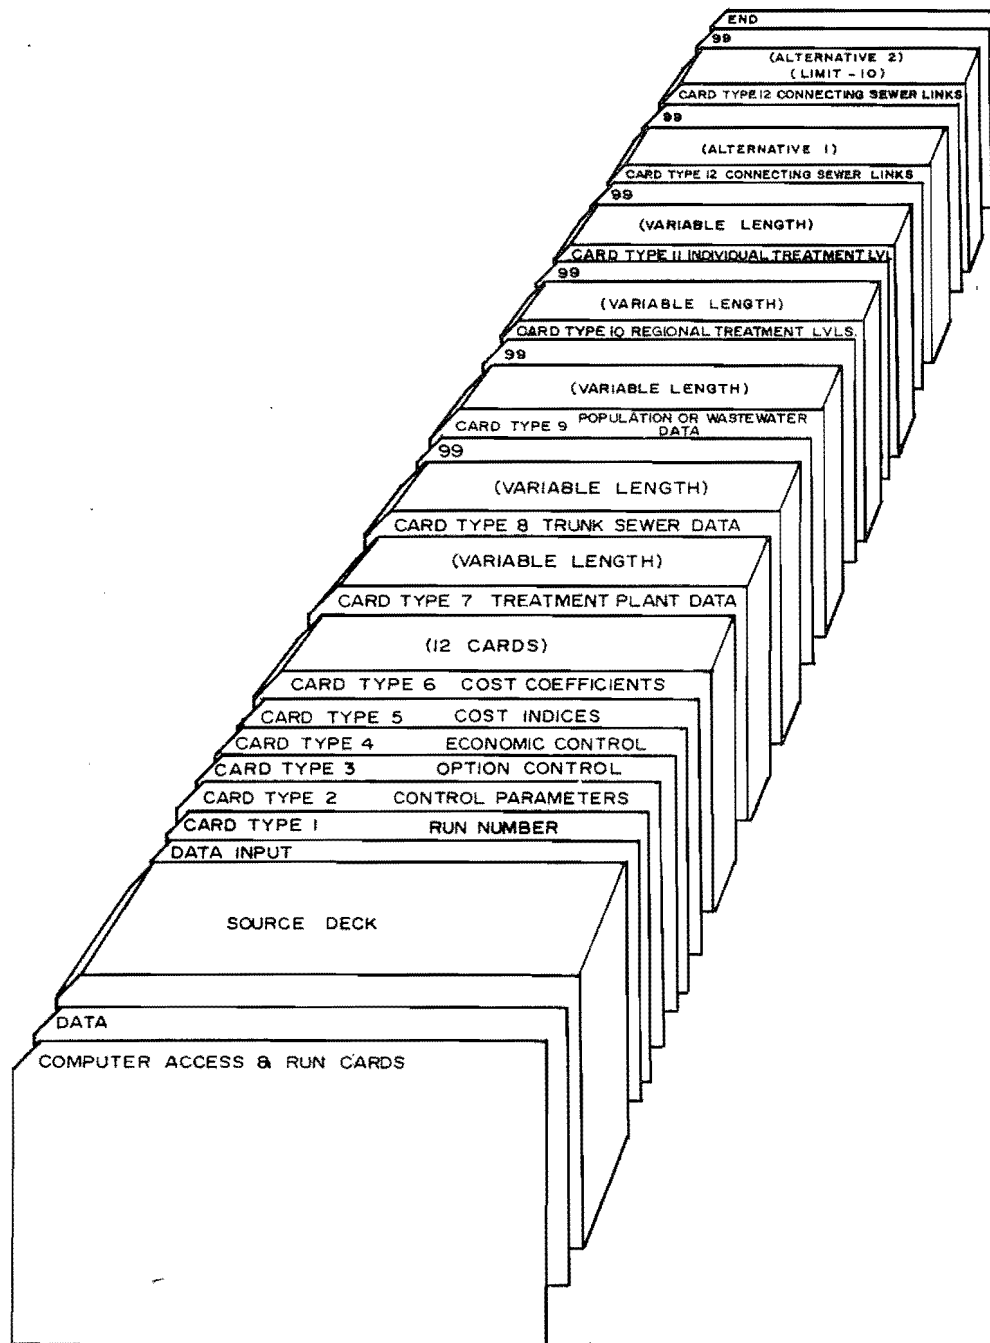 END
99
(ALTERNATIVE 2)
(LIMIT - 10)
CARD TYPE 12 CONNECTING SEWER LINKS
99
(ALTERNATIVE 1)
CARD TYPE 12 CONNECTING SEWER LINKS
99
(VARIABLE LENGTH)
CARD TYPE 11 INDIVIDUAL TREATMENT LVL
99
(VARIABLE LENGTH)
CARD TYPE 10 REGIONAL TREATMENT LVLS.
99
(VARIABLE LENGTH)
CARD TYPE 9 POPULATION OR WASTEWATER
DATA
99
(VARIABLE LENGTH)
CARD TYPE 8 TRUNK SEWER DATA
(VARIABLE LENGTH)
CARD TYPE 7 TREATMENT PLANT DATA
(12 CARDS)
CARD TYPE 6 COST COEFFICIENTS
CARD TYPE 5 COST INDICES
CARD TYPE 4 ECONOMIC CONTROL
CARD TYPE 3 OPTION CONTROL
CARD TYPE 2 CONTROL PARAMETERS
CARD TYPE 1 RUN NUMBER
DATA INPUT
SOURCE DECK
DATA
COMPUTER ACCESS & RUN CARDS